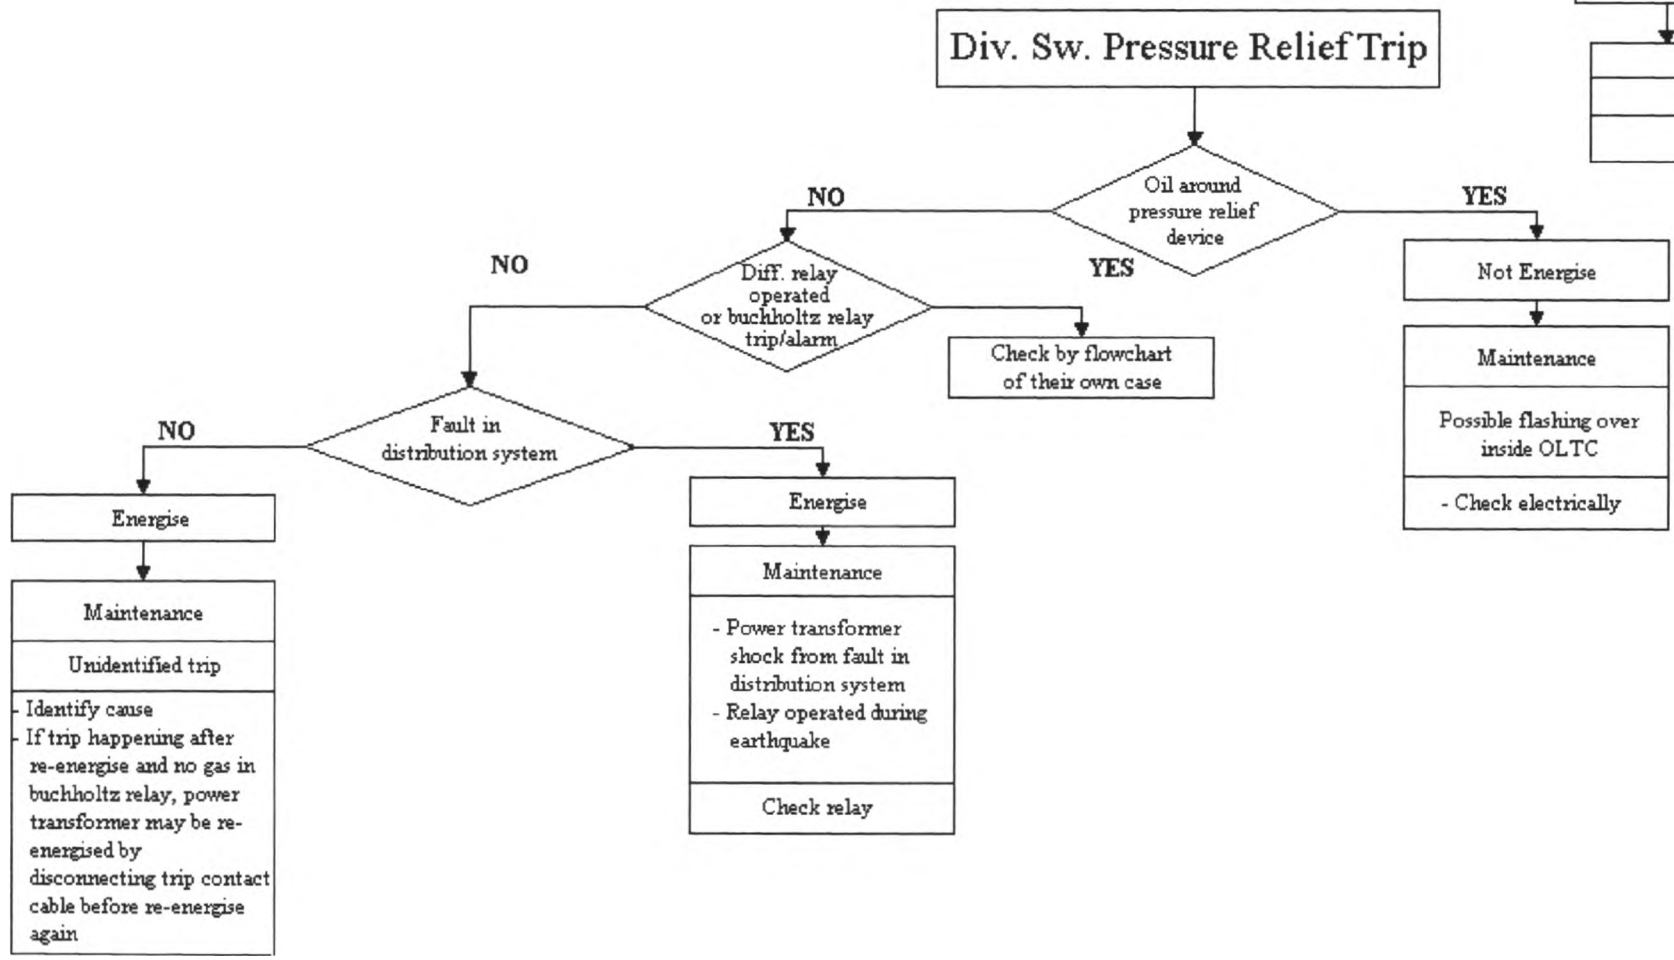 Div. Sw. Pressure Relief Trip
Oil around
pressure relief
device
NO
YES
Diff. relay
operated
or buchholtz relay
trip/alarm
NO
YES
Not Energise
Maintenance
Possible flashing over
inside OLTC
- Check electrically
Check by flowchart
of their own case
Fault in
distribution system
NO
YES
Energise
Maintenance
Unidentified trip
- Identify cause
- If trip happening after
re-energise and no gas in
buchholtz relay, power
transformer may be re-
energised by
disconnecting trip contact
cable before re-energise
again
Energise
Maintenance
- Power transformer
shock from fault in
distribution system
- Relay operated during
earthquake
Check relay